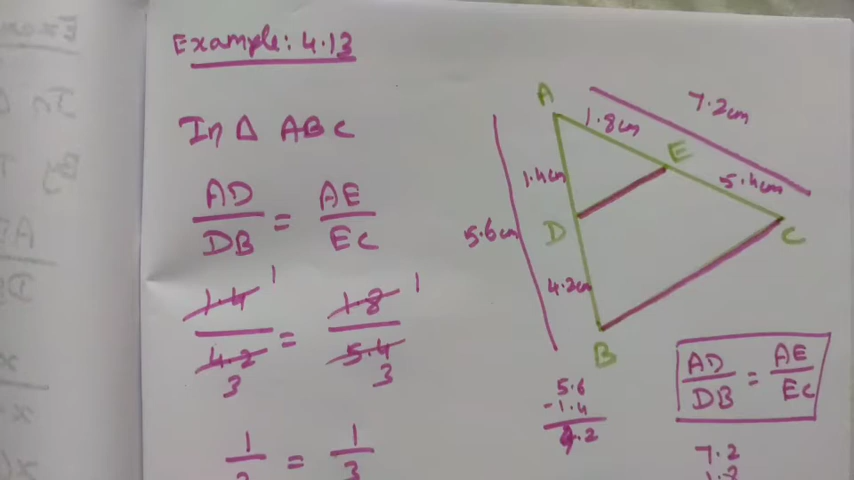 Example: 4.13
In Δ ABC
AD/DB = AE/EC
1.4/4.2 = 1.8/5.4
1 1
3 3
1/3 = 1/3
A
7.2cm
1.8cm
E
1.4cm
5.4cm
5.6cm
D
C
4.2cm
B
5.6
-1.4
4.2
AD/DB = AE/EC
7.2
1.8